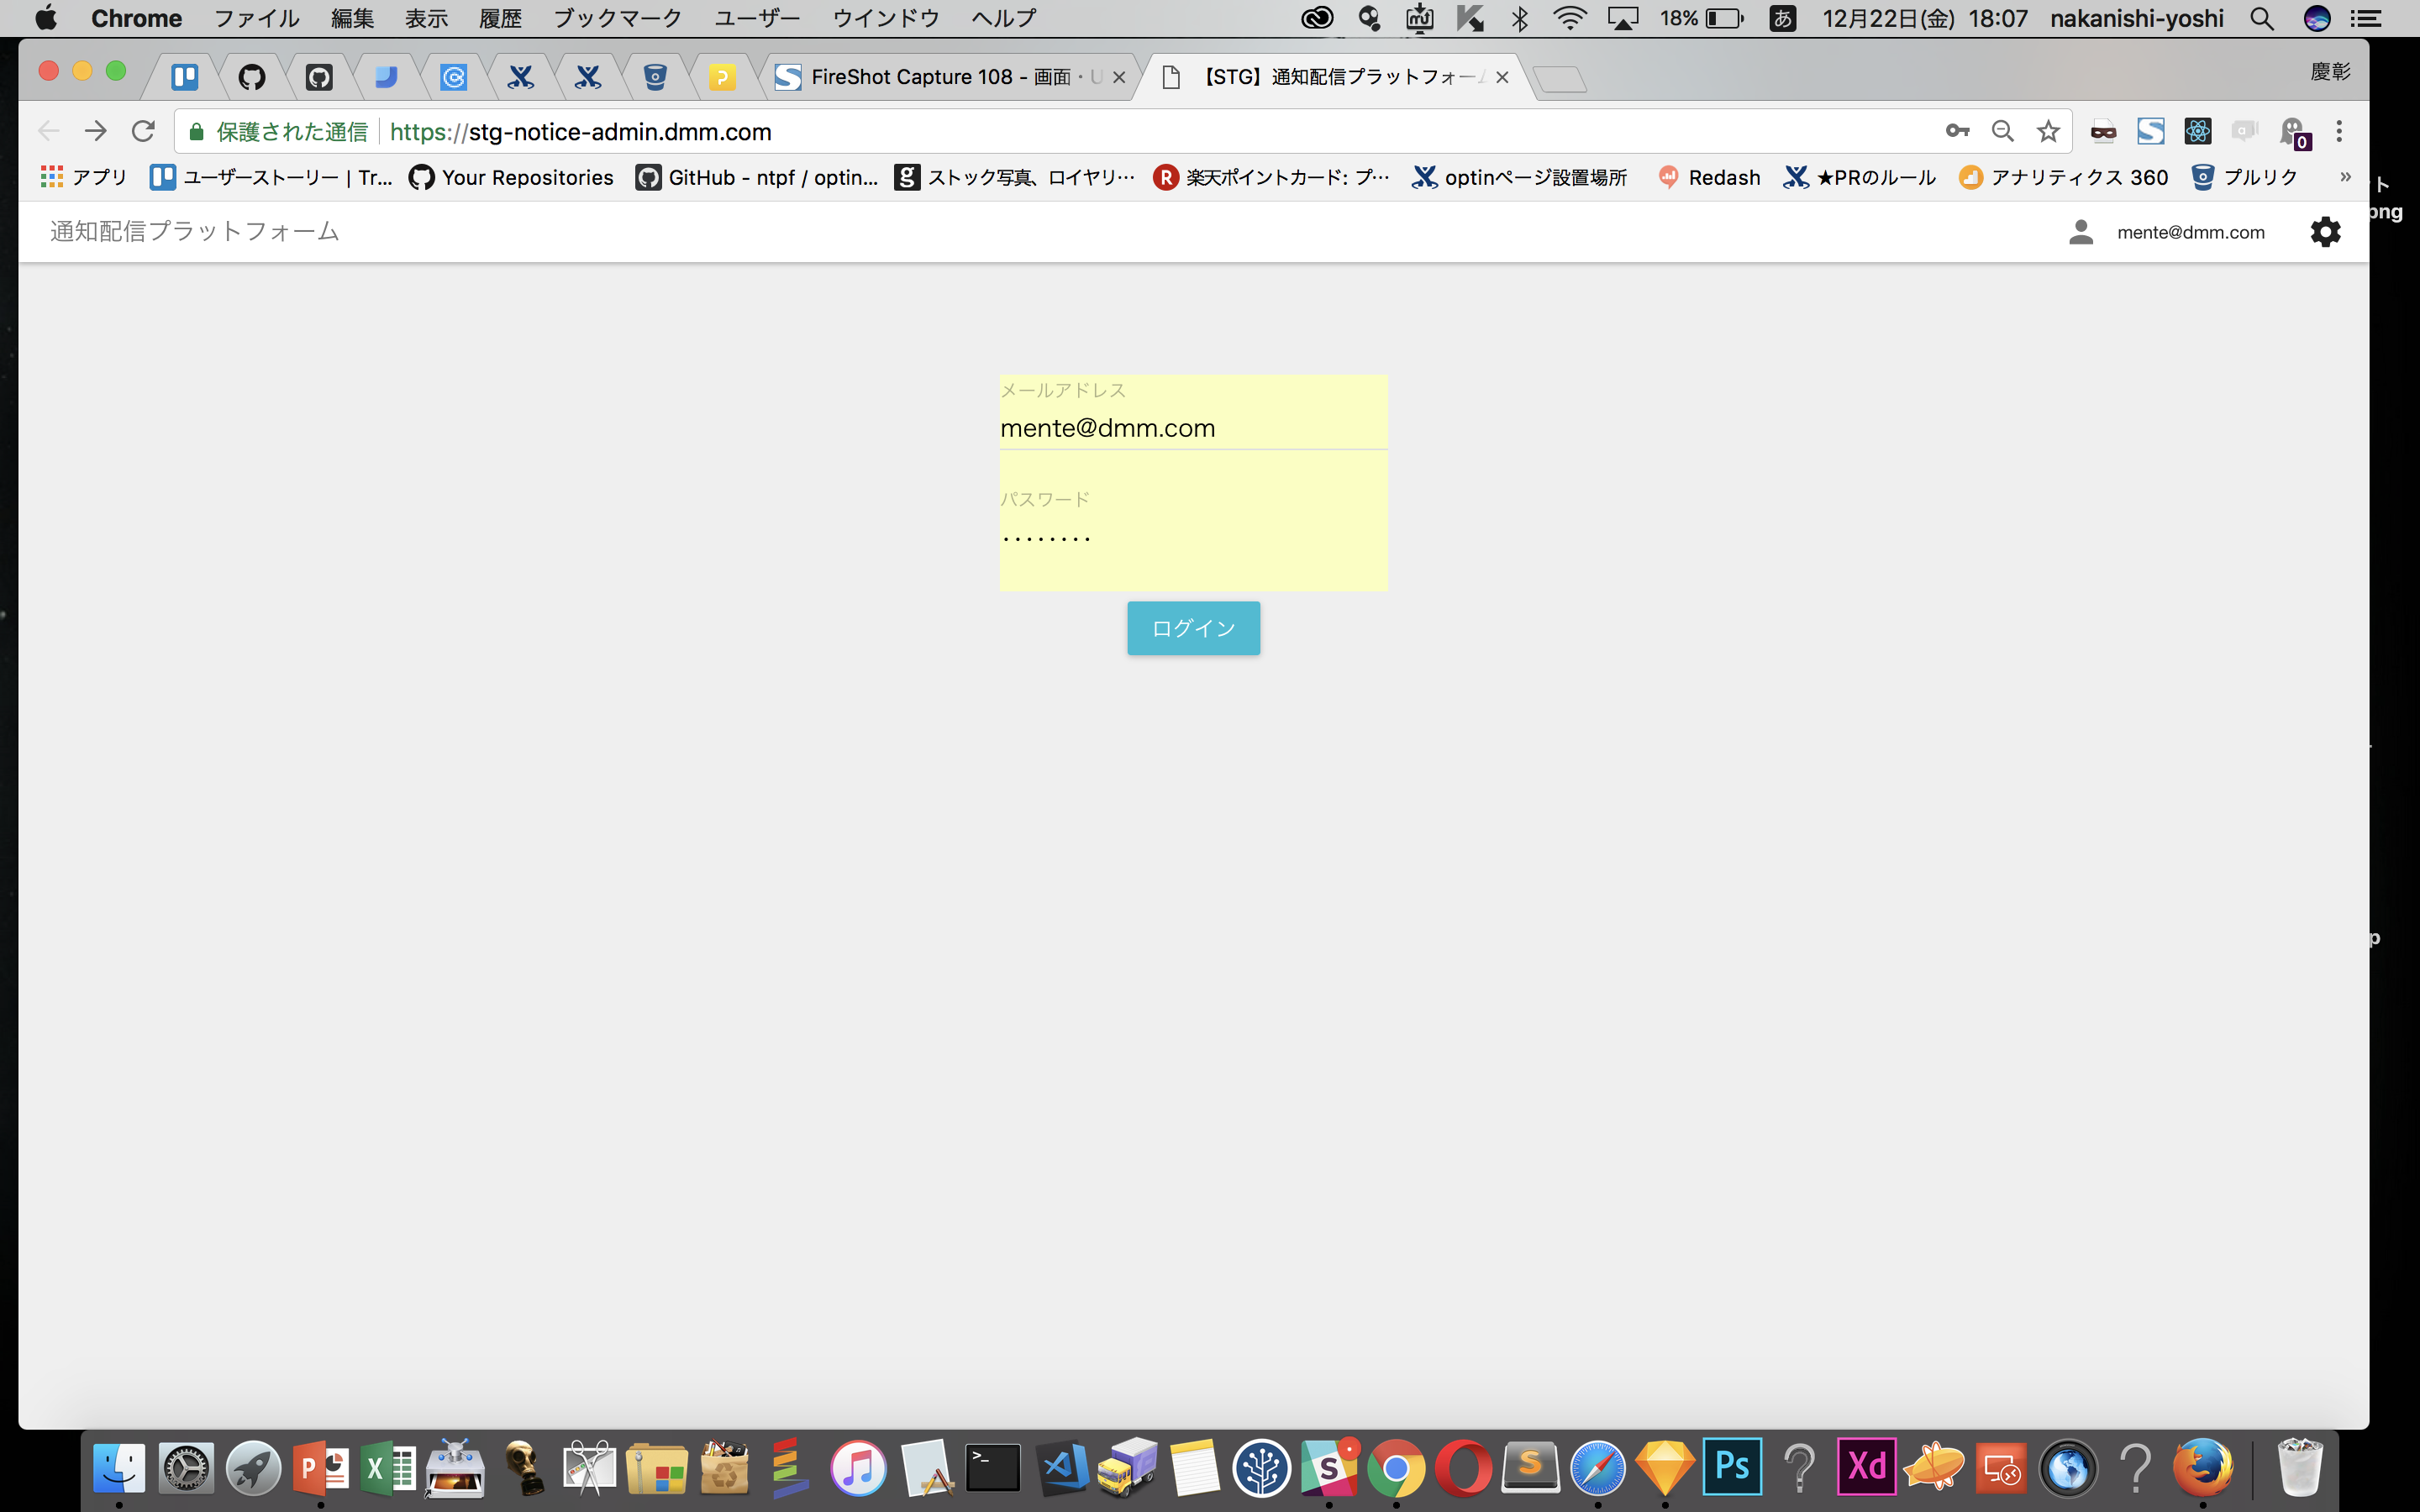 Chrome ファイル 編集 表示 履歴 ブックマーク ユーザー ウインドウ ヘルプ 18% あ 12月22日(金) 18:07 nakanishi-yoshi
FireShot Capture 108 - 画面・U 【STG】通知配信プラットフォーム 慶彰
保護された通信 https://stg-notice-admin.dmm.com
アプリ ユーザーストーリー | Tr... Your Repositories GitHub - ntpf / optin... ストック写真、ロイヤリ… 楽天ポイントカード: プ… optinページ設置場所 Redash ★PRのルール アナリティクス 360 プルリク »
ト
png
通知配信プラットフォーム mente@dmm.com
メールアドレス
mente@dmm.com
パスワード
........
ログイン
p
P X S S Ps Xd